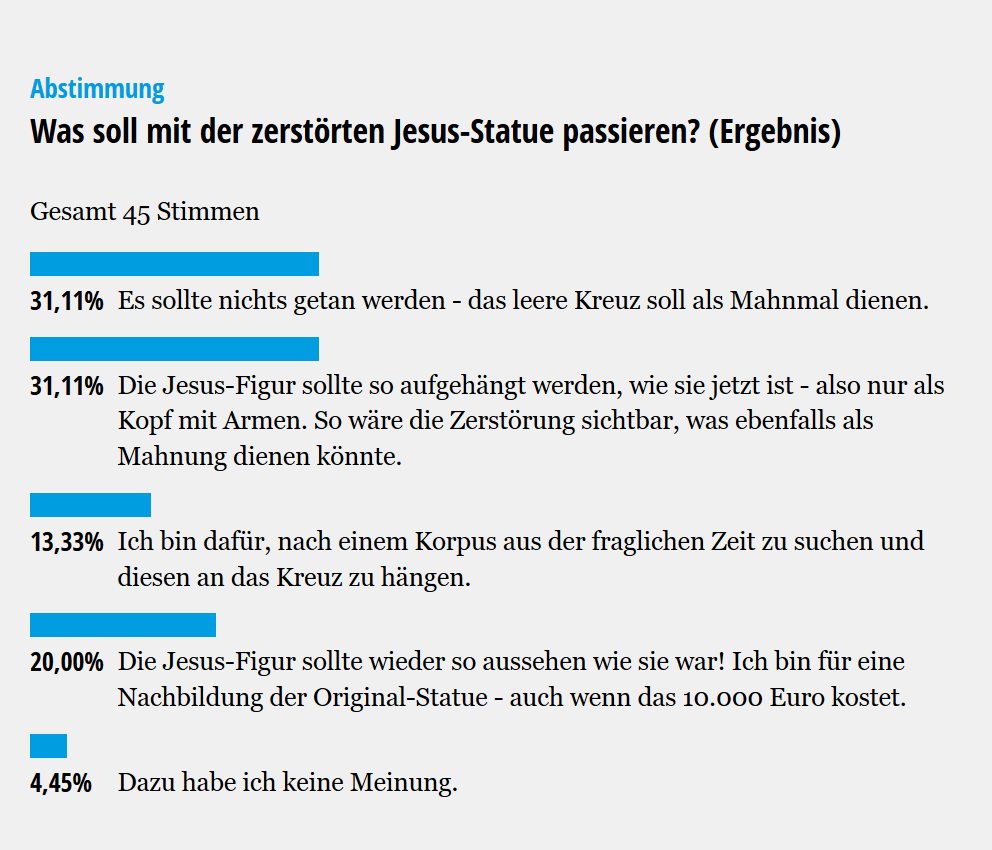 Abstimmung
Was soll mit der zerstörten Jesus-Statue passieren? (Ergebnis)
Gesamt 45 Stimmen
31,11% Es sollte nichts getan werden - das leere Kreuz soll als Mahnmal dienen.
31,11% Die Jesus-Figur sollte so aufgehängt werden, wie sie jetzt ist - also nur als
Kopf mit Armen. So wäre die Zerstörung sichtbar, was ebenfalls als
Mahnung dienen könnte.
13,33% Ich bin dafür, nach einem Korpus aus der fraglichen Zeit zu suchen und
diesen an das Kreuz zu hängen.
20,00% Die Jesus-Figur sollte wieder so aussehen wie sie war! Ich bin für eine
Nachbildung der Original-Statue - auch wenn das 10.000 Euro kostet.
4,45% Dazu habe ich keine Meinung.